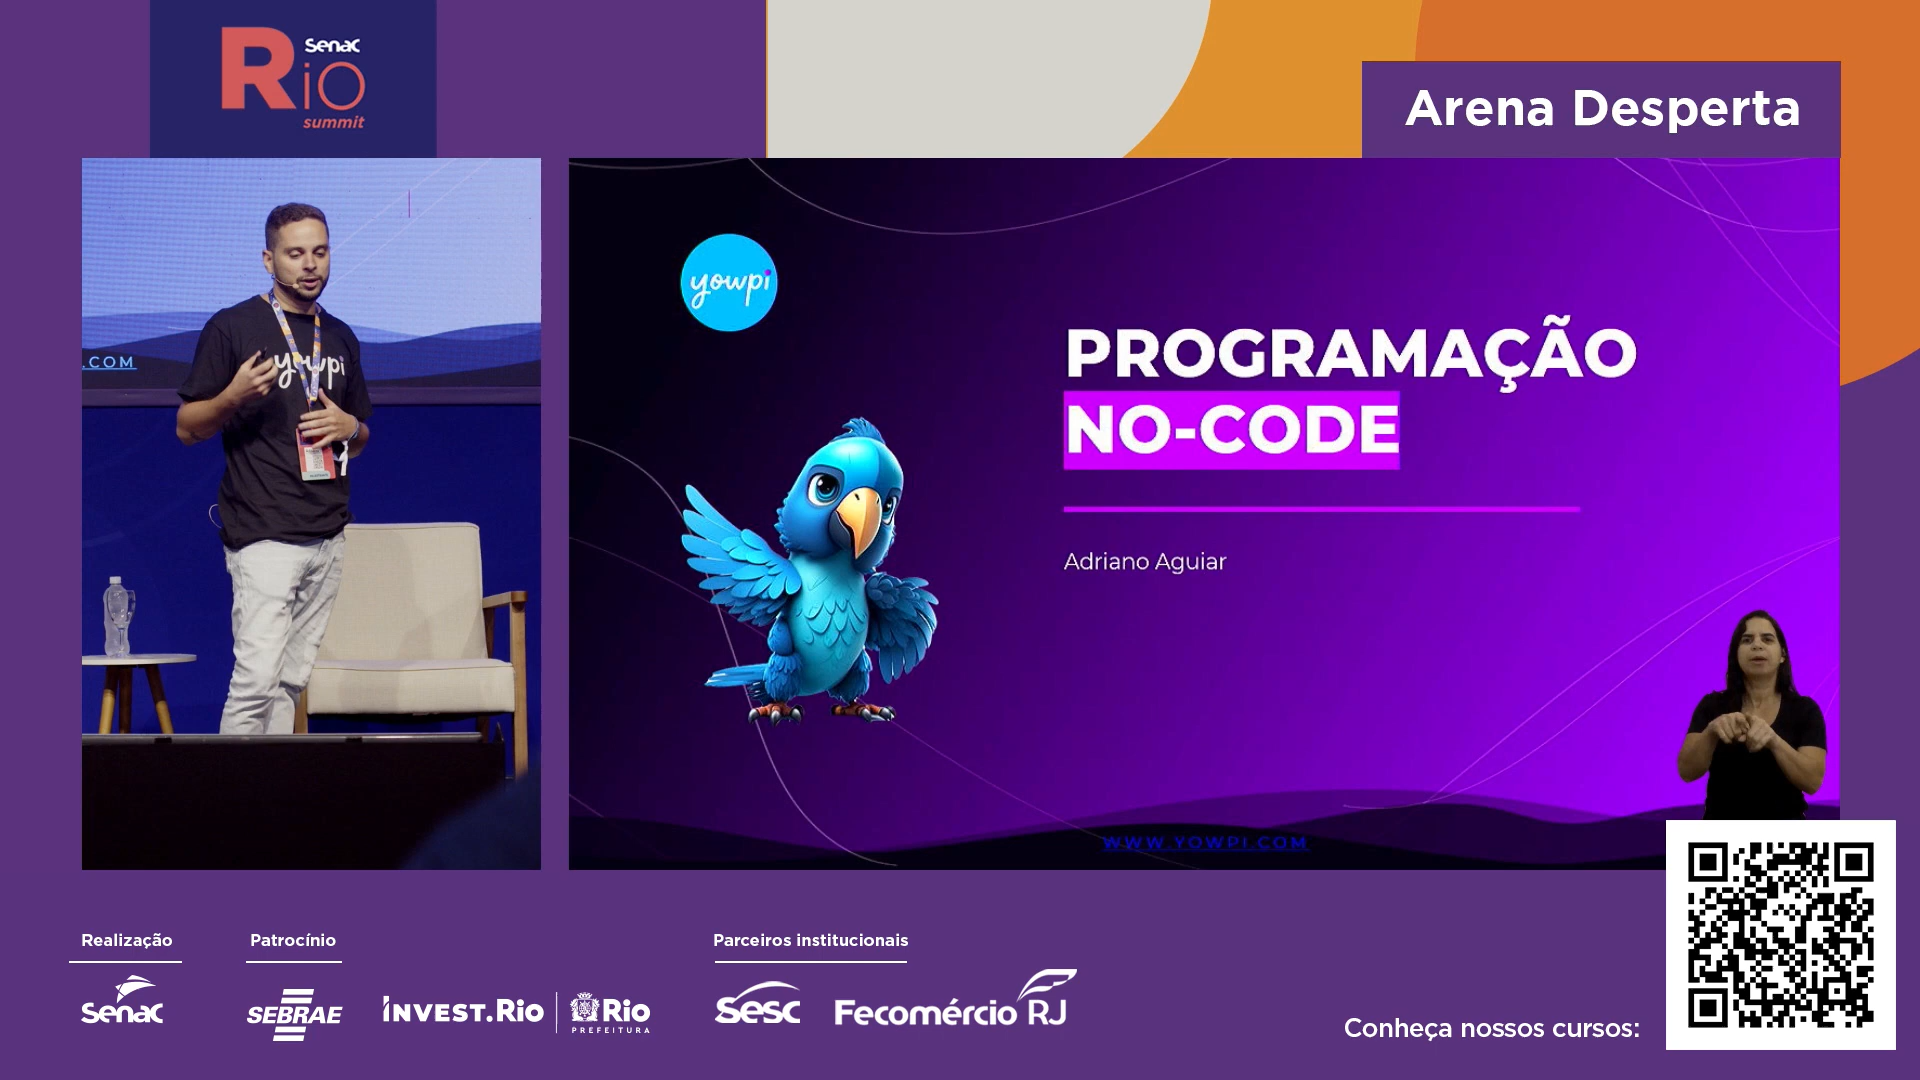 Senac
Rio
summit
Arena Desperta
.COM
yowpi
yowpi
PROGRAMAÇÃO
NO-CODE
Adriano Aguiar
WWW.YOWPI.COM
Realização
Patrocínio
Parceiros institucionais
Senac
SEBRAE
INVEST.Rio
Rio
PREFEITURA
Sesc
Fecomércio RJ
Conheça nossos cursos: